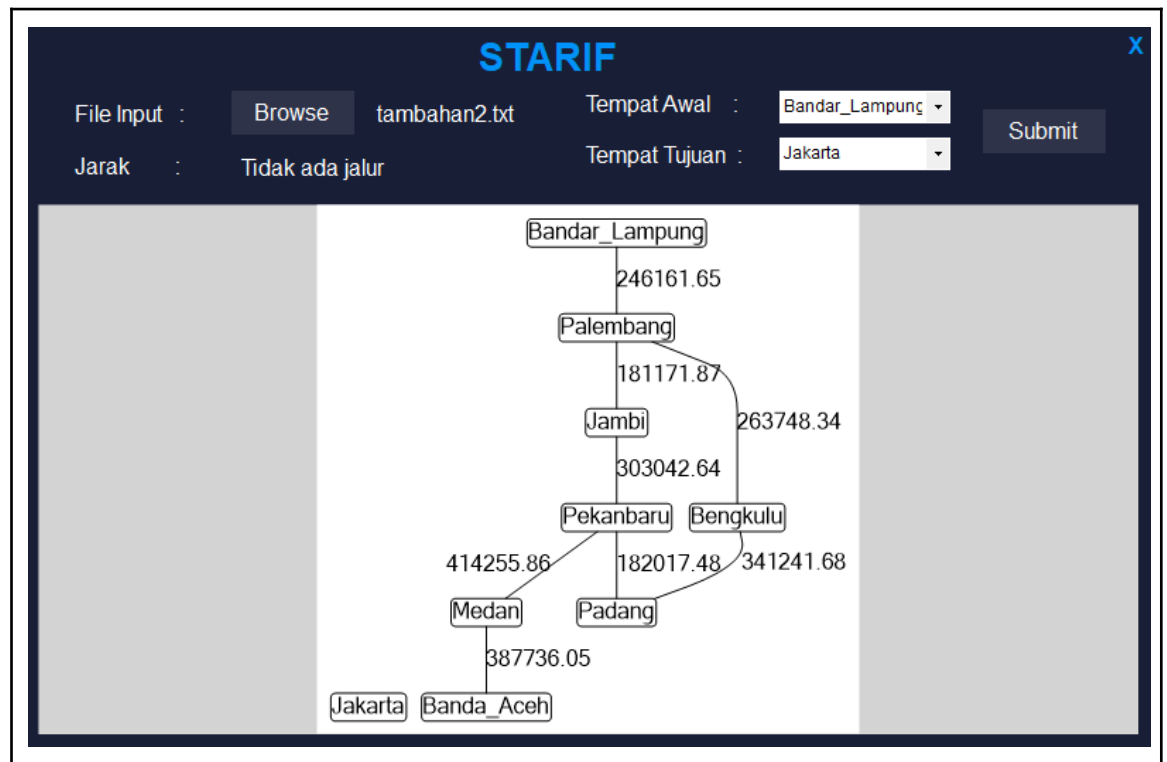 STARIF
X
File Input : Browse tambahan2.txt Tempat Awal : Bandar_Lampung Submit
Jarak : Tidak ada jalur Tempat Tujuan : Jakarta
Bandar_Lampung
246161.65
Palembang
181171.87
Jambi 263748.34
303042.64
Pekanbaru Bengkulu
414255.86 182017.48 341241.68
Medan Padang
387736.05
Jakarta Banda_Aceh